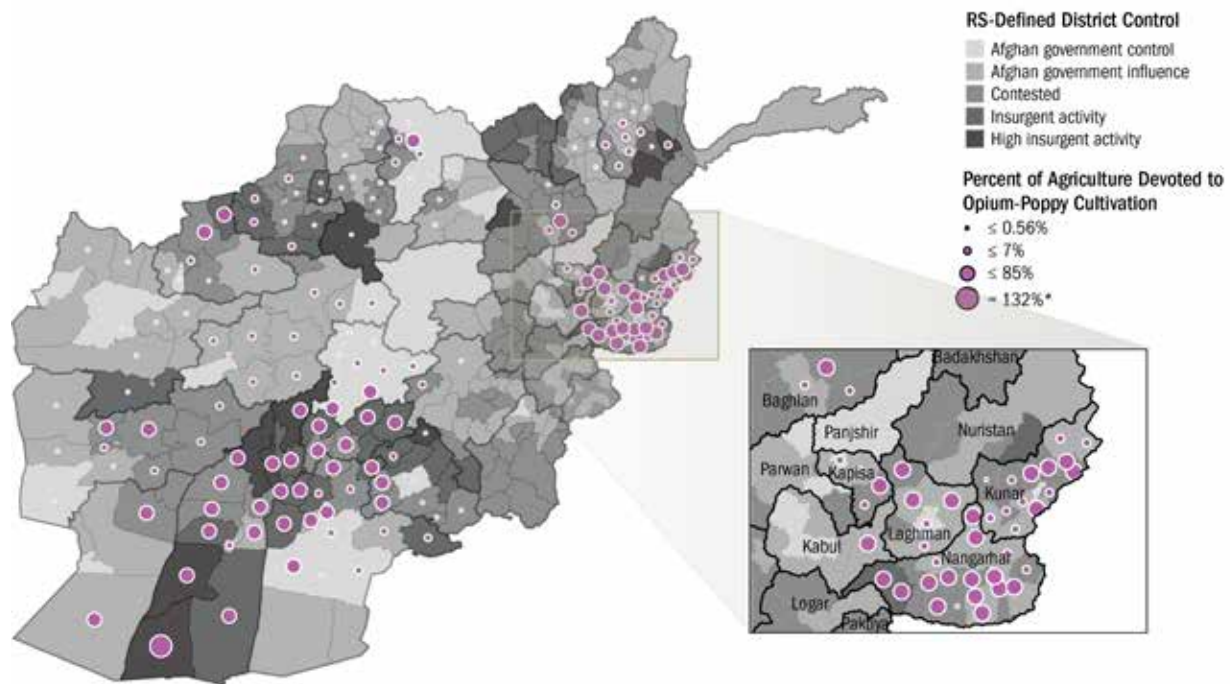 RS-Defined District Control
Afghan government control
Afghan government influence
Contested
Insurgent activity
High insurgent activity
Percent of Agriculture Devoted to
Opium-Poppy Cultivation
≤ 0.56%
≤ 7%
≤ 85%
= 132%*
Badakhshan
Baghlan
Panjshir
Nuristan
Parwan
Kapisa
Kunar
Kabul
Laghman
Nangarhar
Logar
Paktiya